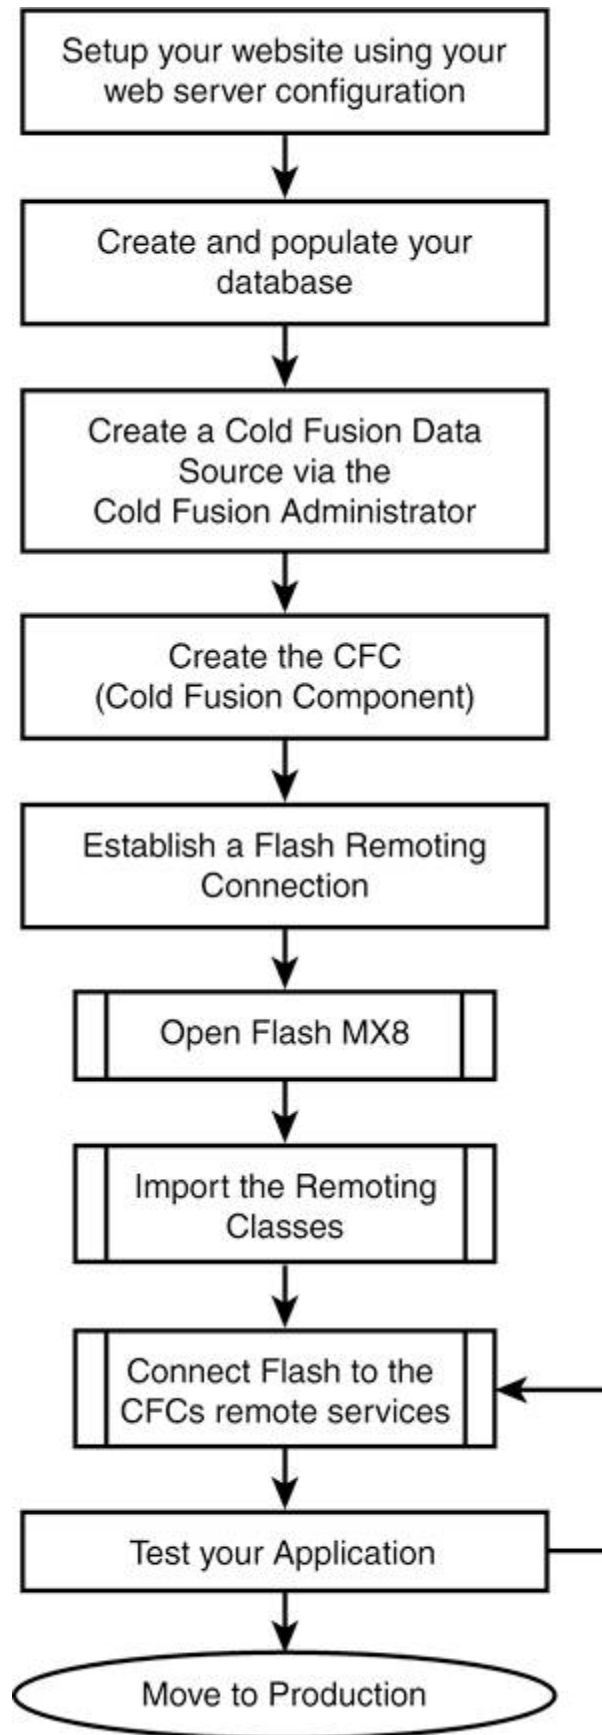 Setup your website using your
web server configuration
Create and populate your
database
Create a Cold Fusion Data
Source via the
Cold Fusion Administrator
Create the CFC
(Cold Fusion Component)
Establish a Flash Remoting
Connection
Open Flash MX8
Import the Remoting
Classes
Connect Flash to the
CFCs remote services
Test your Application
Move to Production